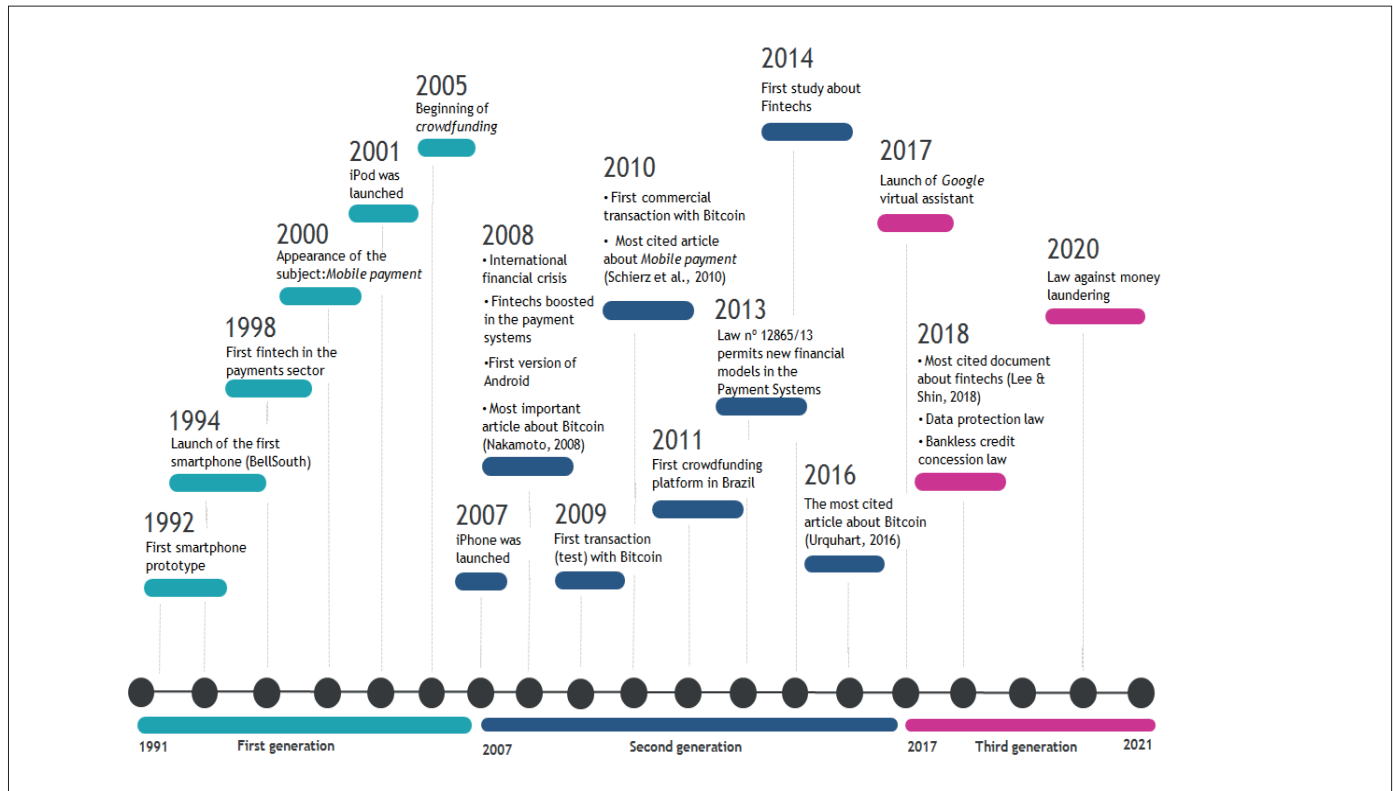 1992
First smartphone
prototype
1994
Launch of the first
smartphone (BellSouth)
1998
First fintech in the
payments sector
2000
Appearance of the
subject:Mobile payment
2001
iPod was
launched
2005
Beginning of
crowdfunding
2007
iPhone was
launched
2008
• International
financial crisis
• Fintechs boosted
in the payment
systems
•First version of
Android
• Most important
article about Bitcoin
(Nakamoto, 2008)
2009
First transaction
(test) with Bitcoin
2010
• First commercial
transaction with Bitcoin
• Most cited article
about Mobile payment
(Schierz et al., 2010)
2011
First crowdfunding
platform in Brazil
2013
Law nº 12865/13
permits new financial
models in the
Payment Systems
2014
First study about
Fintechs
2016
The most cited
article about Bitcoin
(Urquhart, 2016)
2017
Launch of Google
virtual assistant
2018
• Most cited document
about fintechs (Lee &
Shin, 2018)
• Data protection law
• Bankless credit
concession law
2020
Law against money
laundering
1991
First generation
2007
Second generation
2017
Third generation
2021